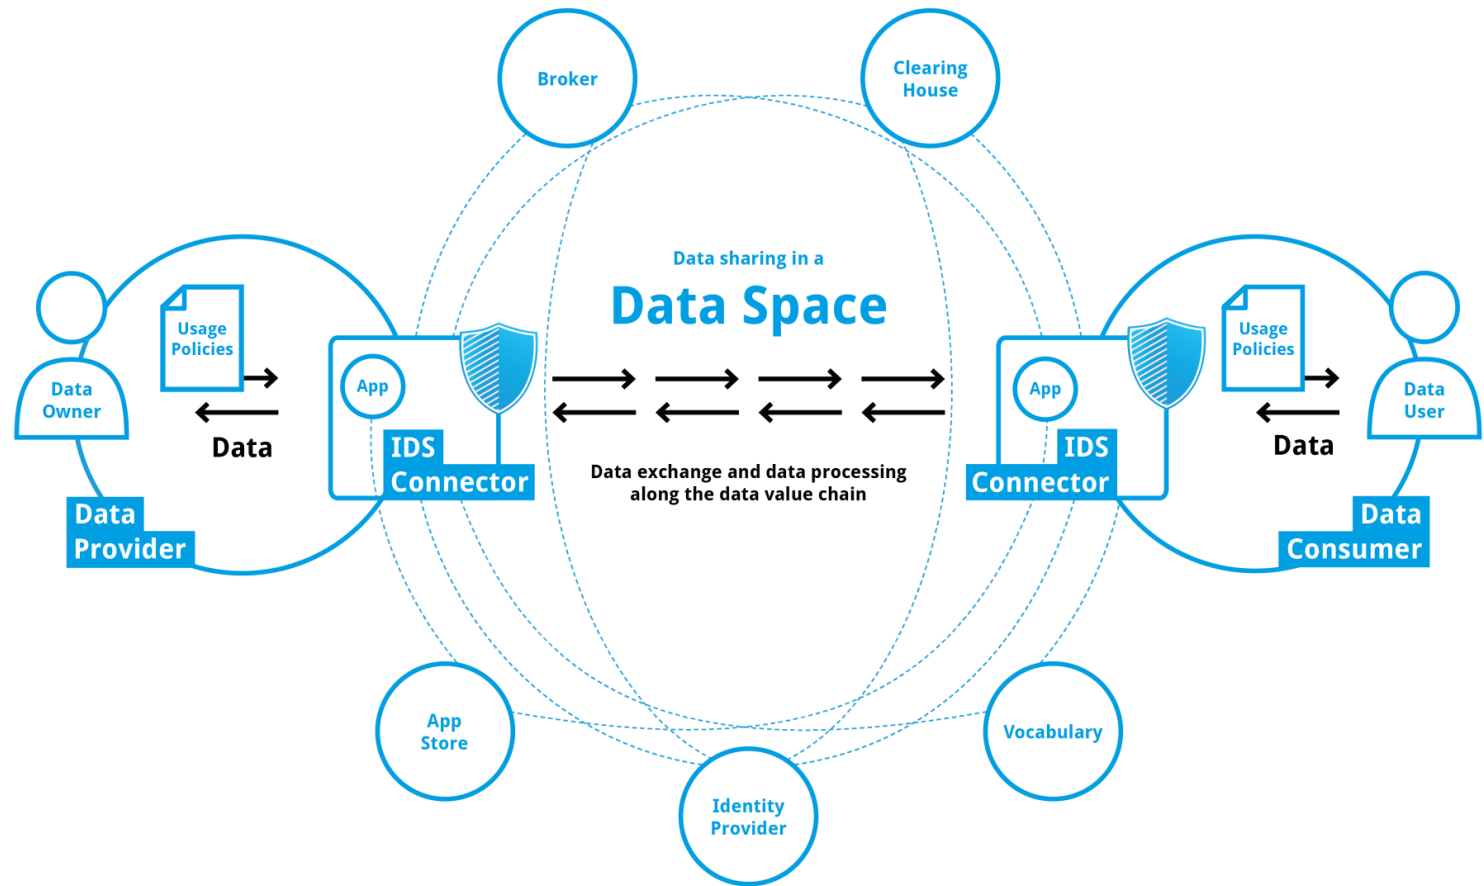 Broker
Clearing
House
Data sharing in a
Data Space
Usage
Policies
Usage
Policies
Data
Owner
App
App
Data
User
Data
IDS
Connector
Data exchange and data processing
along the data value chain
IDS
Connector
Data
Data
Provider
Data
Consumer
App
Store
Vocabulary
Identity
Provider